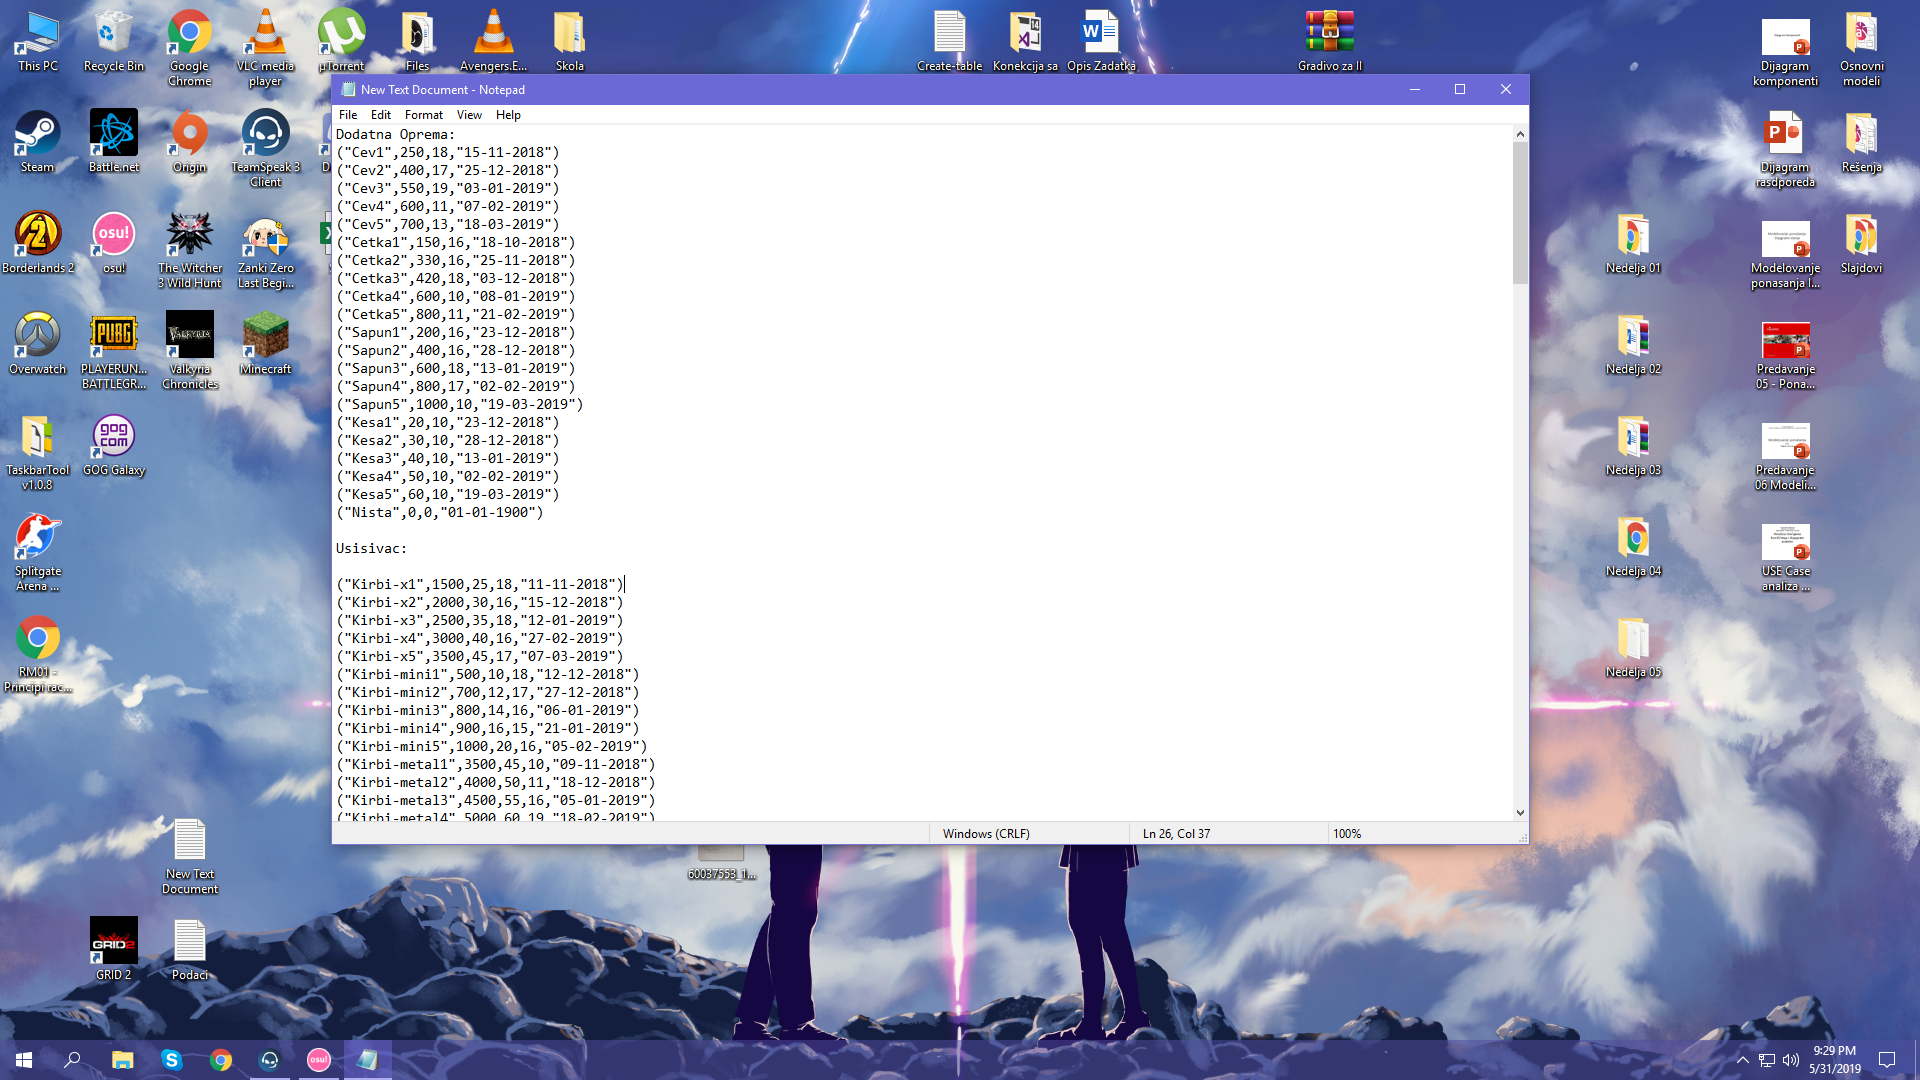 This PC
Recycle Bin
Google
Chrome
VLC media
player
µTorrent
Files
Avengers.E...
Skola
Create-table
Konekcija sa
Opis Zadatka
Gradivo za II
Dijagram
komponenti
Osnovni
modeli
New Text Document - Notepad
File Edit Format View Help
Dodatna Oprema:
("Cev1",250,18,"15-11-2018")
("Cev2",400,17,"25-12-2018")
("Cev3",550,19,"03-01-2019")
("Cev4",600,11,"07-02-2019")
("Cev5",700,13,"18-03-2019")
("Cetka1",150,16,"18-10-2018")
("Cetka2",330,16,"25-11-2018")
("Cetka3",420,18,"03-12-2018")
("Cetka4",600,10,"08-01-2019")
("Cetka5",800,11,"21-02-2019")
("Sapun1",200,16,"23-12-2018")
("Sapun2",400,16,"28-12-2018")
("Sapun3",600,18,"13-01-2019")
("Sapun4",800,17,"02-02-2019")
("Sapun5",1000,10,"19-03-2019")
("Kesa1",20,10,"23-12-2018")
("Kesa2",30,10,"28-12-2018")
("Kesa3",40,10,"13-01-2019")
("Kesa4",50,10,"02-02-2019")
("Kesa5",60,10,"19-03-2019")
("Nista",0,0,"01-01-1900")
Usisivac:
("Kirbi-x1",1500,25,18,"11-11-2018")
("Kirbi-x2",2000,30,16,"15-12-2018")
("Kirbi-x3",2500,35,18,"12-01-2019")
("Kirbi-x4",3000,40,16,"27-02-2019")
("Kirbi-x5",3500,45,17,"07-03-2019")
("Kirbi-mini1",500,10,18,"12-12-2018")
("Kirbi-mini2",700,12,17,"27-12-2018")
("Kirbi-mini3",800,14,16,"06-01-2019")
("Kirbi-mini4",900,16,15,"21-01-2019")
("Kirbi-mini5",1000,20,16,"05-02-2019")
("Kirbi-metal1",3500,45,10,"09-11-2018")
("Kirbi-metal2",4000,50,11,"18-12-2018")
("Kirbi-metal3",4500,55,16,"05-01-2019")
("Kirbi-metal4",5000,60,19,"18-02-2019")
Windows (CRLF)
Ln 26, Col 37
100%
Steam
Battle.net
Origin
TeamSpeak 3
Client
Dijagram
rasdporeda
Rešenja
Borderlands 2
osu!
osu!
The Witcher
3 Wild Hunt
Zanki Zero
Last Begi...
Nedelja 01
Modelovanje
ponasanja I...
Slajdovi
Overwatch
PUBG
PLAYERUN...
BATTLEGR...
Valkyria
Chronicles
Minecraft
Nedelja 02
Predavanje
05 - Pona...
TaskbarTool
v1.0.8
GOG
COM
GOG Galaxy
Nedelja 03
Predavanje
06 Modeli...
Splitgate
Arena ...
Nedelja 04
USE Case
analiza ...
RM01 -
Principi rac...
Nedelja 05
New Text
Document
60037553_1...
GRID2
GRID 2
Podaci
osu!
9:29 PM
5/31/2019